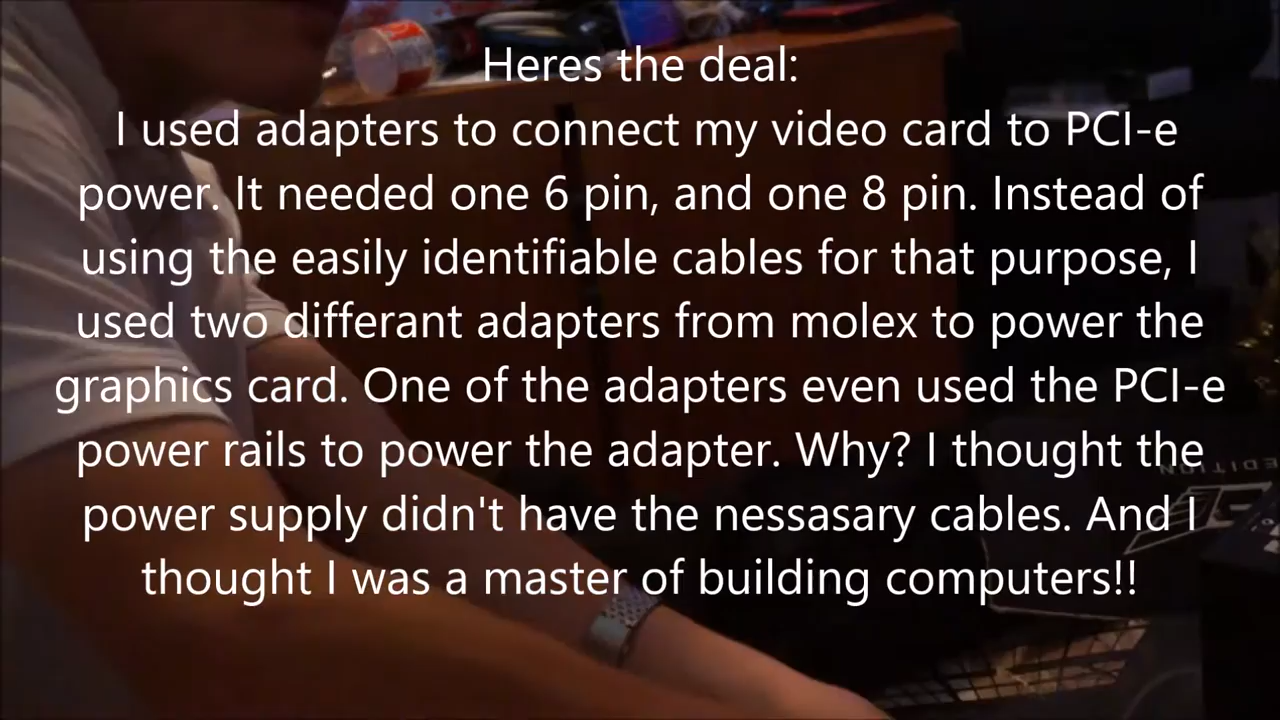 Heres the deal:
I used adapters to connect my video card to PCI-e
power. It needed one 6 pin, and one 8 pin. Instead of
using the easily identifiable cables for that purpose, I
used two differant adapters from molex to power the
graphics card. One of the adapters even used the PCI-e
power rails to power the adapter. Why? I thought the
power supply didn't have the nessasary cables. And I
thought I was a master of building computers!!
EDITION